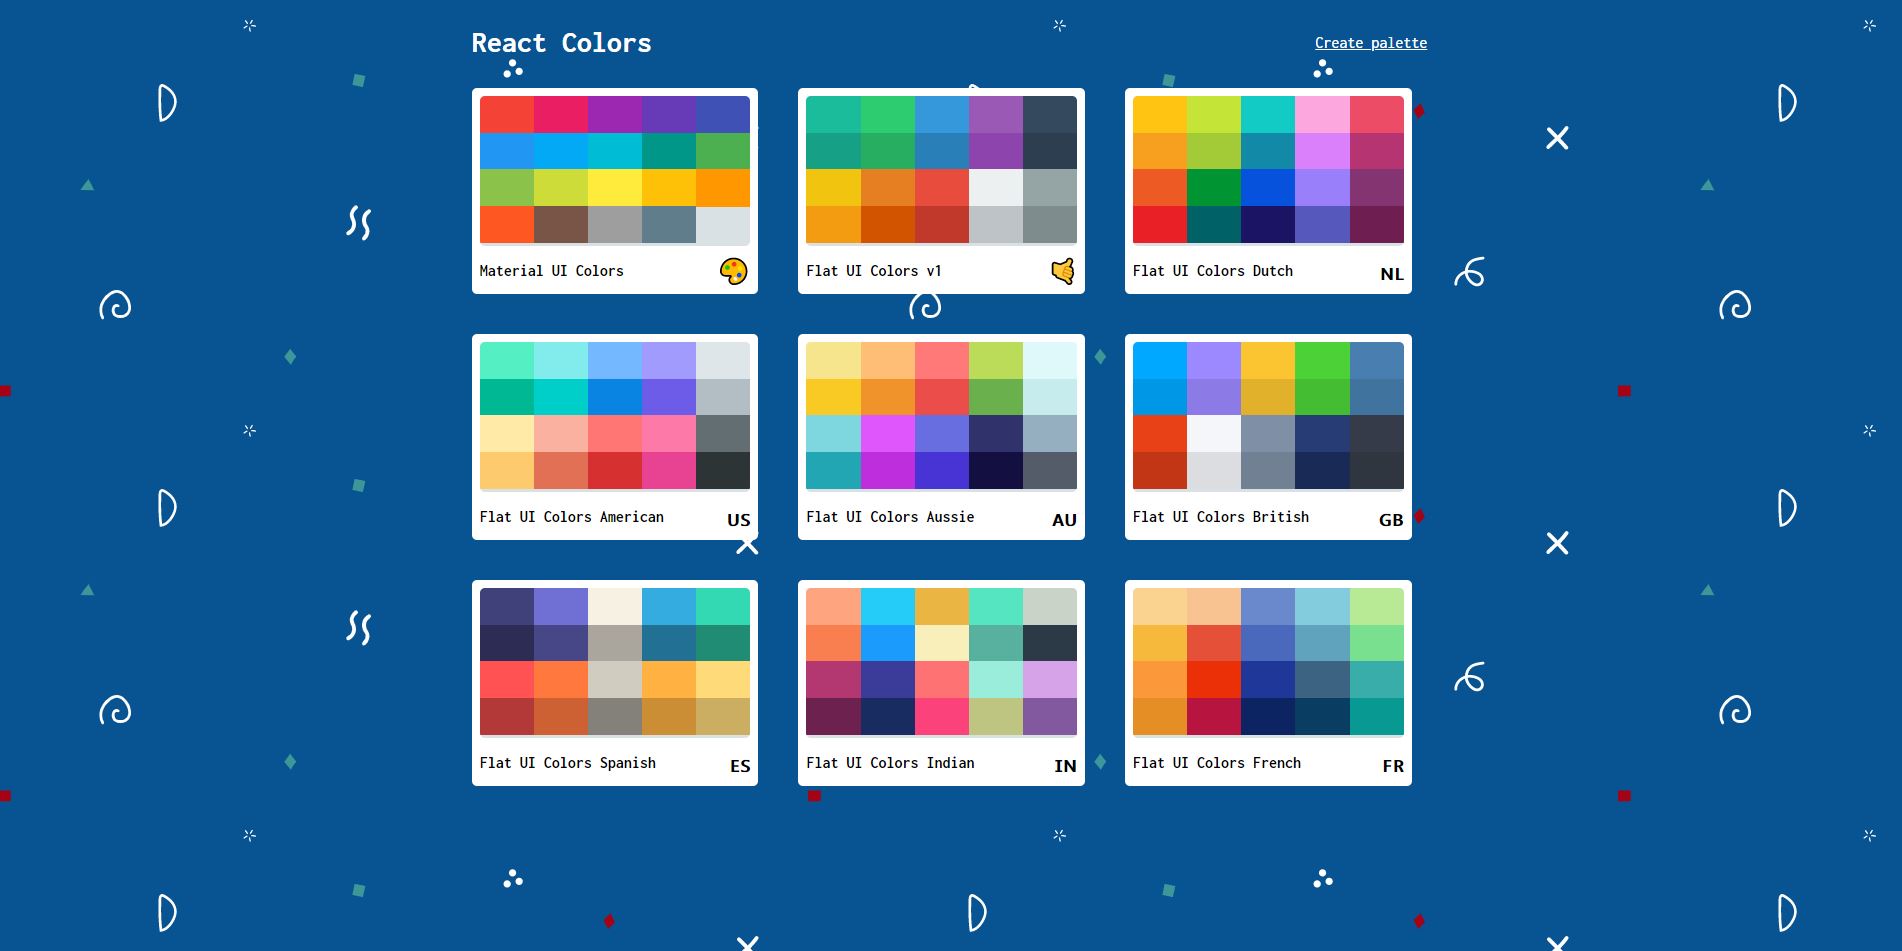 React Colors
Create palette
Material UI Colors
Flat UI Colors v1
Flat UI Colors Dutch NL
Flat UI Colors American US
Flat UI Colors Aussie AU
Flat UI Colors British GB
Flat UI Colors Spanish ES
Flat UI Colors Indian IN
Flat UI Colors French FR